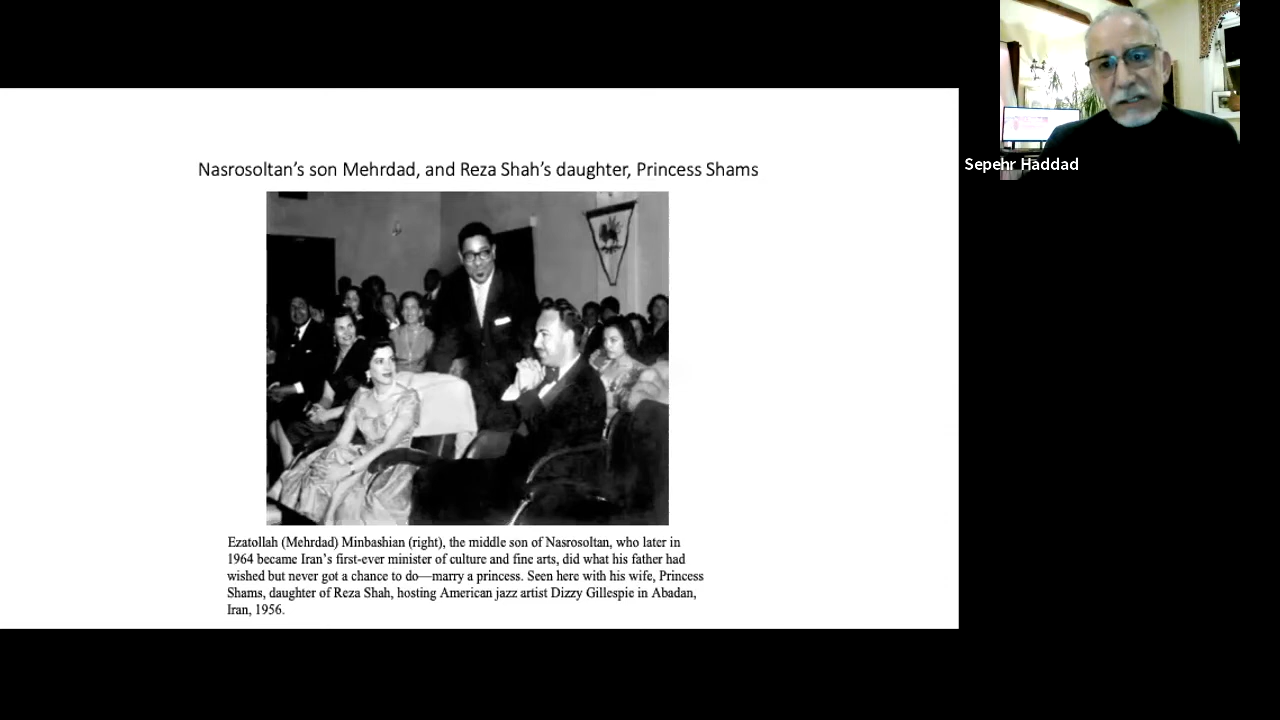 Nasrosoltan’s son Mehrdad, and Reza Shah’s daughter, Princess Shams
Sepehr Haddad
Ezatollah (Mehrdad) Minbashian (right), the middle son of Nasrosoltan, who later in
1964 became Iran’s first-ever minister of culture and fine arts, did what his father had
wished but never got a chance to do—marry a princess. Seen here with his wife, Princess
Shams, daughter of Reza Shah, hosting American jazz artist Dizzy Gillespie in Abadan,
Iran, 1956.